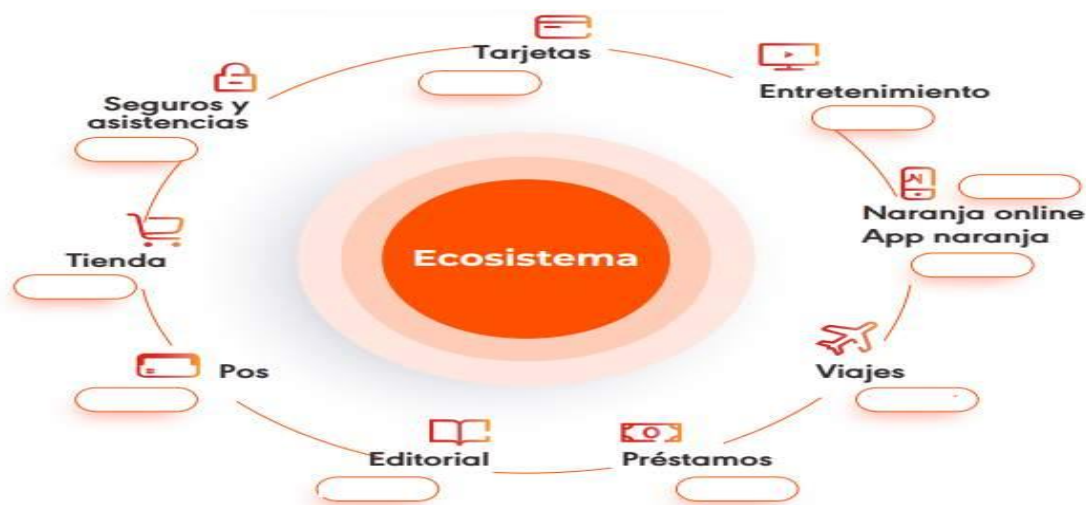 Tarjetas
Entretenimiento
Seguros y
asistencias
N
Naranja online
App naranja
Ecosistema
Tienda
Viajes
Pos
Editorial
Préstamos